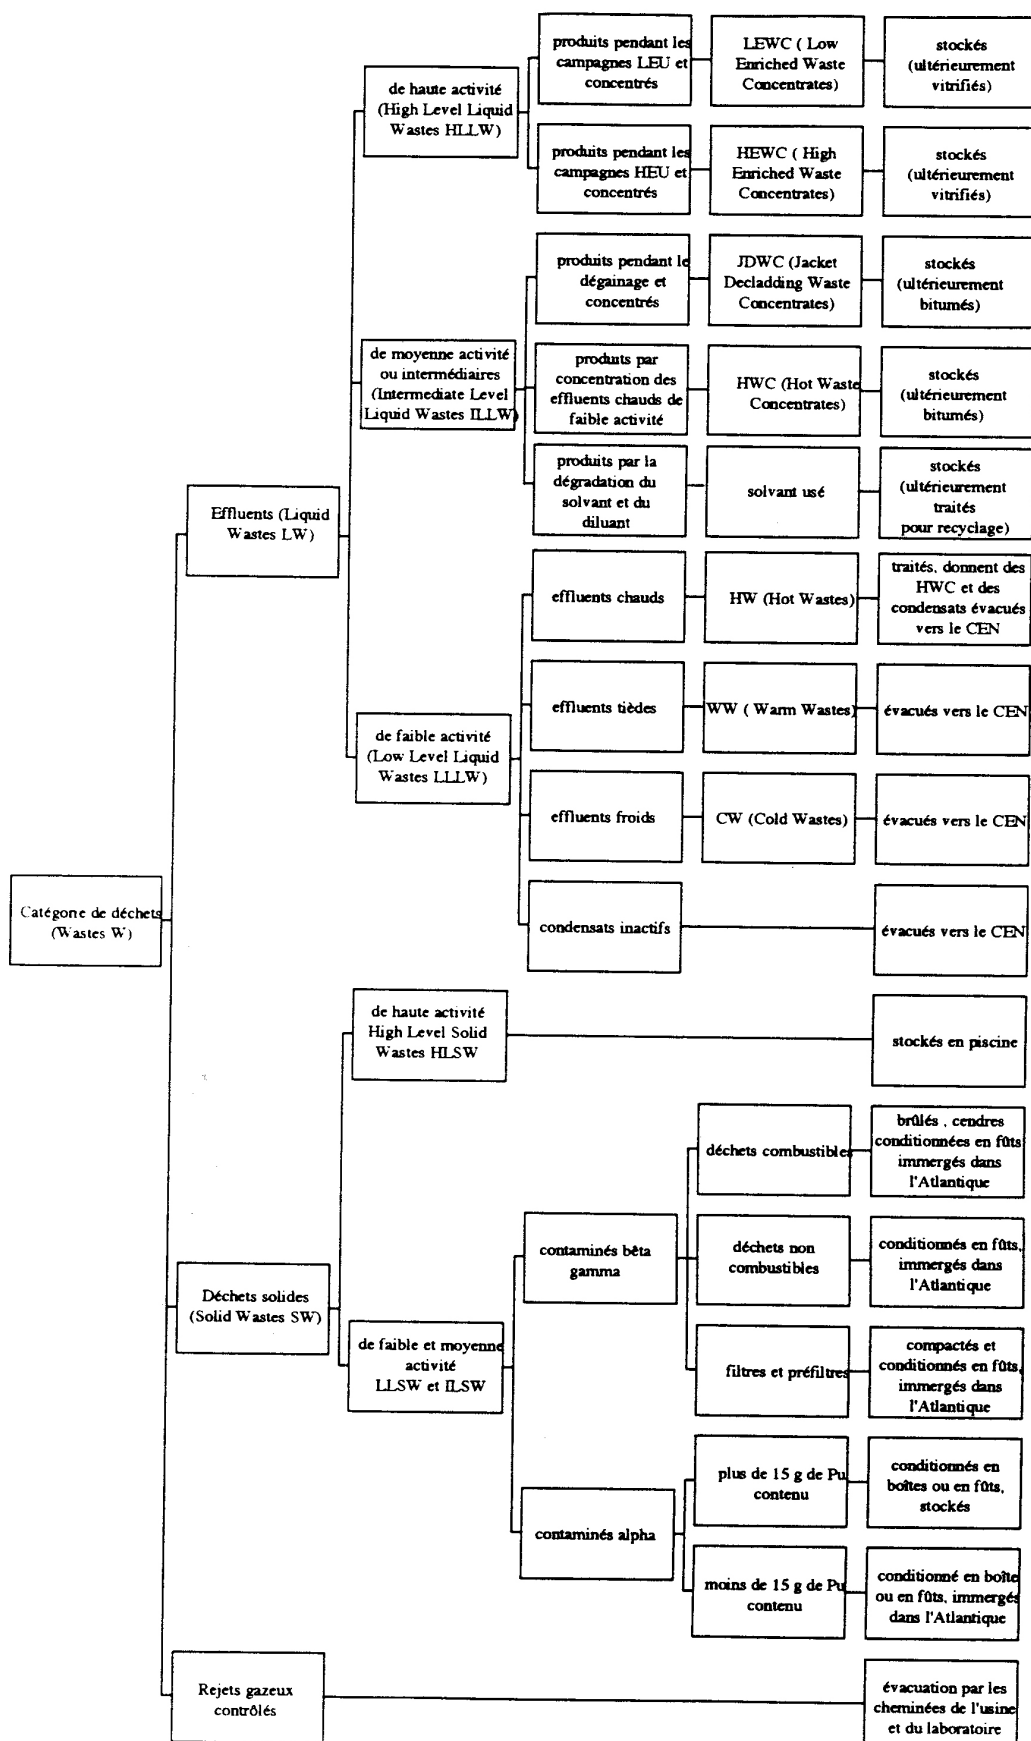 produits pendant les
campagnes LEU et
concentrés
LEWC ( Low
Enriched Waste
Concentrates)
stockés
(ultérieurement
vitrifiés)
de haute activité
(High Level Liquid
Wastes HLLW)
produits pendant les
campagnes HEU et
concentrés
HEWC ( High
Enriched Waste
Concentrates)
stockés
(ultérieurement
vitrifiés)
produits pendant le
dégainage et
concentrés
JDWC (Jacket
Decladding Waste
Concentrates)
stockés
(ultérieurement
bitumés)
de moyenne activité
ou intermédiaires
(Intermediate Level
Liquid Wastes ILLW)
produits par
concentration des
effluents chauds de
faible activité
HWC (Hot Waste
Concentrates)
stockés
(ultérieurement
bitumés)
produits par la
dégradation du
solvant et du
diluant
solvant usé
stockés
(ultérieurement
traités
pour recyclage)
Effluents (Liquid
Wastes LW)
effluents chauds
HW (Hot Wastes)
traités, donnent des
HWC et des
condensats évacués
vers le CEN
effluents tièdes
WW ( Warm Wastes)
évacués vers le CEN
de faible activité
(Low Level Liquid
Wastes LLLW)
effluents froids
CW (Cold Wastes)
évacués vers le CEN
condensats inactifs
évacués vers le CEN
Catégorie de déchets
(Wastes W)
de haute activité
High Level Solid
Wastes HLSW
stockés en piscine
déchets combustibles
brûlés , cendres
conditionnées en fûts
immergés dans
l'Atlantique
contaminés bêta
gamma
déchets non
combustibles
conditionnés en fûts,
immergés dans
l'Atlantique
Déchets solides
(Solid Wastes SW)
de faible et moyenne
activité
LLSW et ILSW
filtres et préfiltres
compactés et
conditionnés en fûts,
immergés dans
l'Atlantique
plus de 15 g de Pu
contenu
conditionnés en
boîtes ou en fûts,
stockés
contaminés alpha
moins de 15 g de Pu
contenu
conditionné en boîte
ou en fûts, immergés
dans l'Atlantique
Rejets gazeux
contrôlés
évacuation par les
cheminées de l'usine
et du laboratoire